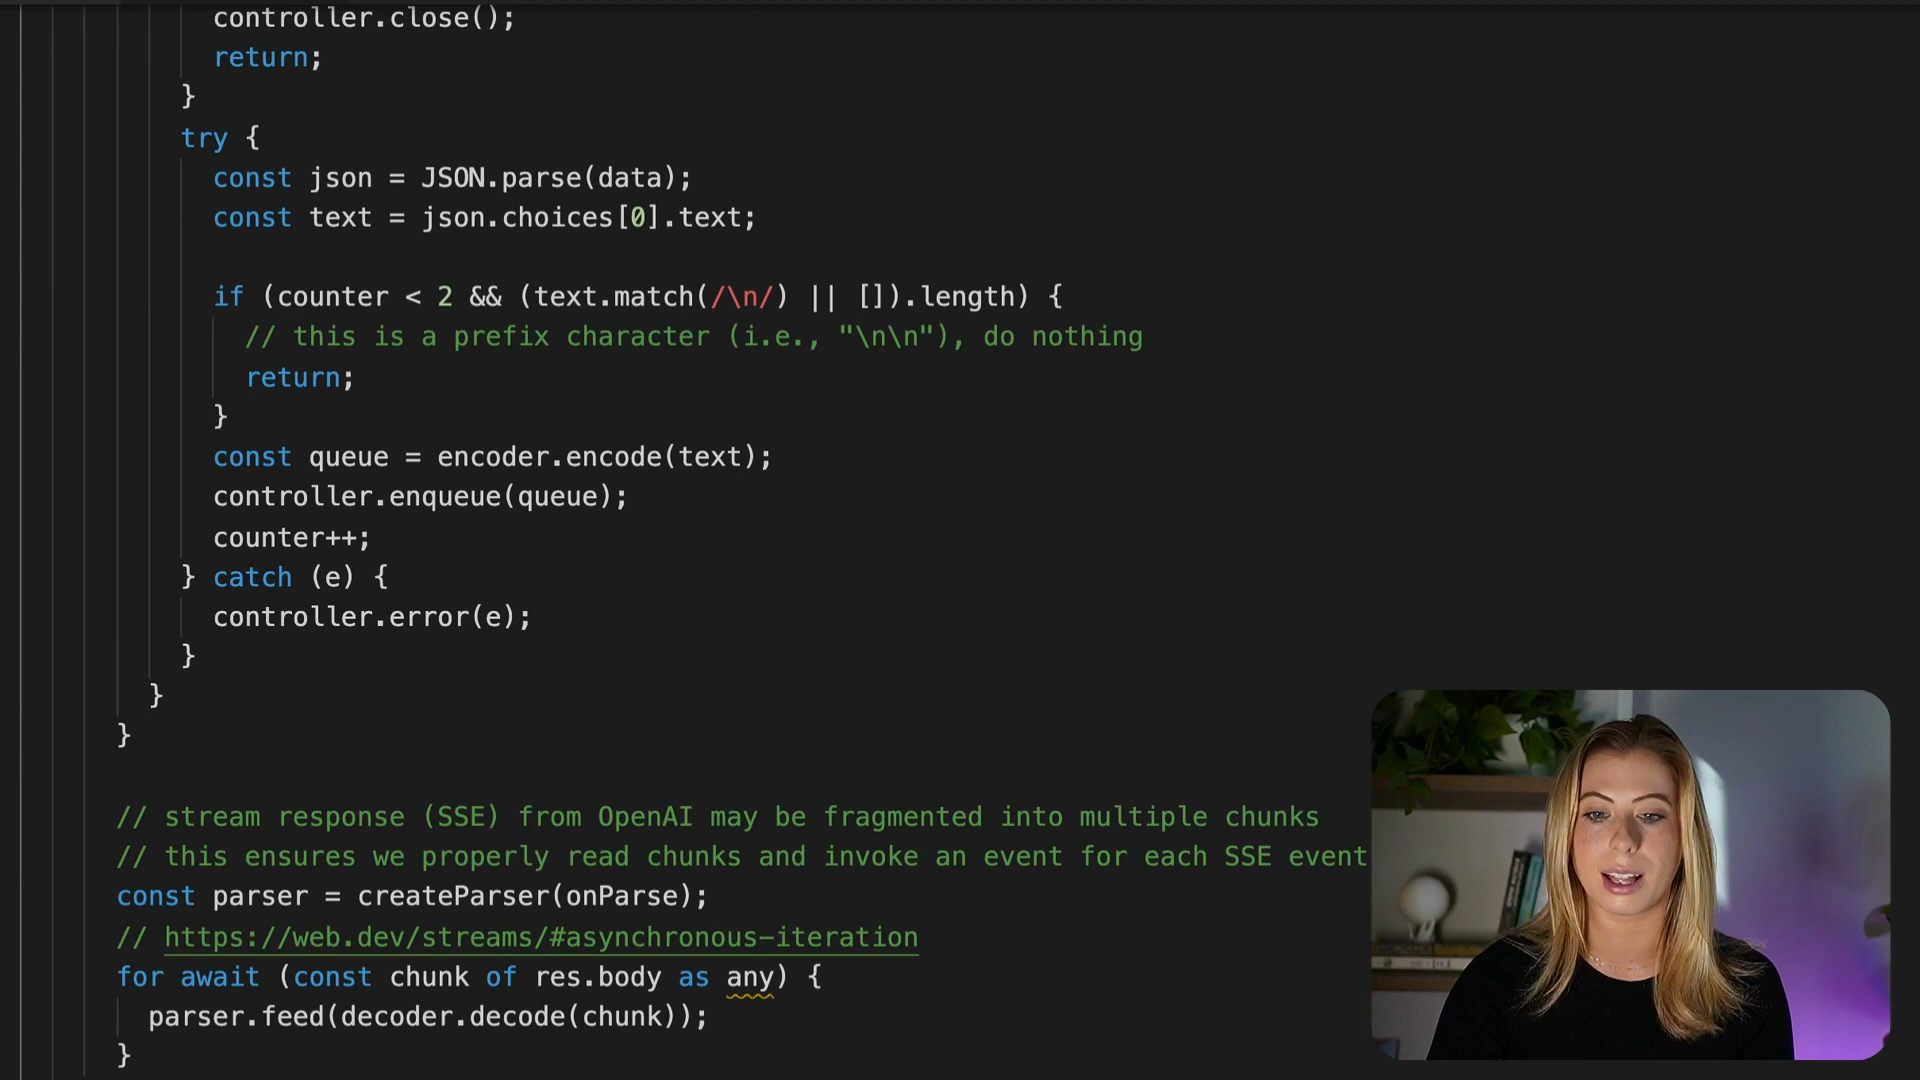 controller.close();
return;
}
try {
const json = JSON.parse(data);
const text = json.choices[0].text;
if (counter < 2 && (text.match(/\n/) || []).length) {
// this is a prefix character (i.e., "\n\n"), do nothing
return;
}
const queue = encoder.encode(text);
controller.enqueue(queue);
counter++;
} catch (e) {
controller.error(e);
}
}
}
// stream response (SSE) from OpenAI may be fragmented into multiple chunks
// this ensures we properly read chunks and invoke an event for each SSE event
const parser = createParser(onParse);
// https://web.dev/streams/#asynchronous-iteration
for await (const chunk of res.body as any) {
parser.feed(decoder.decode(chunk));
}